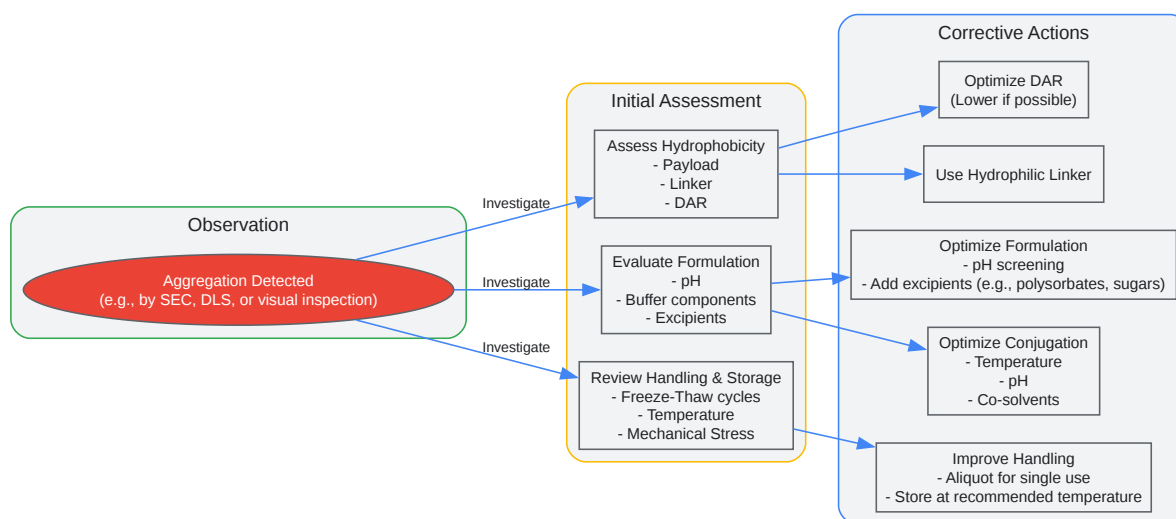 Observation
Aggregation Detected
(e.g., by SEC, DLS, or visual inspection)
Investigate
Investigate
Investigate
Initial Assessment
Assess Hydrophobicity
- Payload
- Linker
- DAR
Evaluate Formulation
- pH
- Buffer components
- Excipients
Review Handling & Storage
- Freeze-Thaw cycles
- Temperature
- Mechanical Stress
Corrective Actions
Optimize DAR
(Lower if possible)
Use Hydrophilic Linker
Optimize Formulation
- pH screening
- Add excipients (e.g., polysorbates, sugars)
Optimize Conjugation
- Temperature
- pH
- Co-solvents
Improve Handling
- Aliquot for single use
- Store at recommended temperature